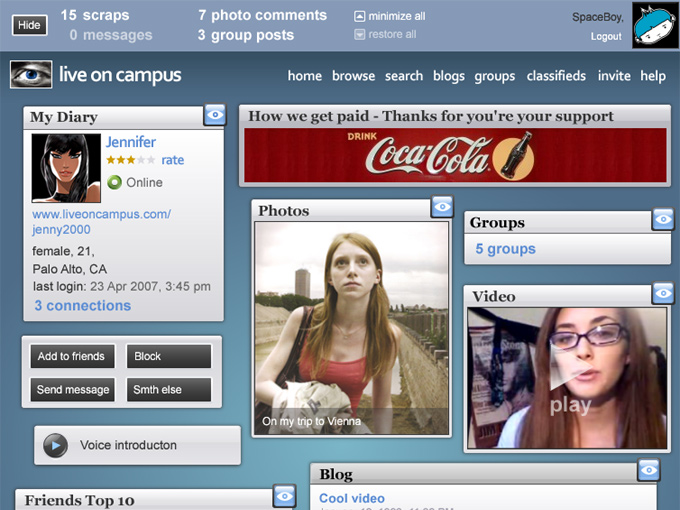 Hide
15 scraps
0 messages
7 photo comments
3 group posts
minimize all
restore all
SpaceBoy,
Logout
live on campus
home browse search blogs groups classifieds invite help
My Diary
Jennifer
rate
Online
www.liveoncampus.com/
jenny2000
female, 21,
Palo Alto, CA
last login: 23 Apr 2007, 3:45 pm
3 connections
Add to friends
Block
Send message
Smth else
Voice introducton
Friends Top 10
How we get paid - Thanks for you're your support
DRINK
Coca-Cola
Photos
On my trip to Vienna
Groups
5 groups
Video
play
Blog
Cool video